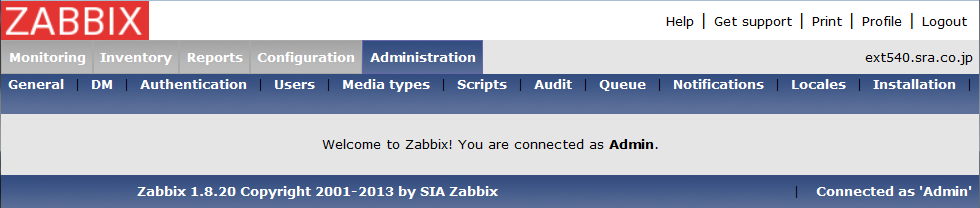 ZABBIX
Help | Get support | Print | Profile | Logout
Monitoring Inventory Reports Configuration Administration ext540.sra.co.jp
General | DM | Authentication | Users | Media types | Scripts | Audit | Queue | Notifications | Locales | Installation |
Welcome to Zabbix! You are connected as Admin.
Zabbix 1.8.20 Copyright 2001-2013 by SIA Zabbix | Connected as 'Admin'